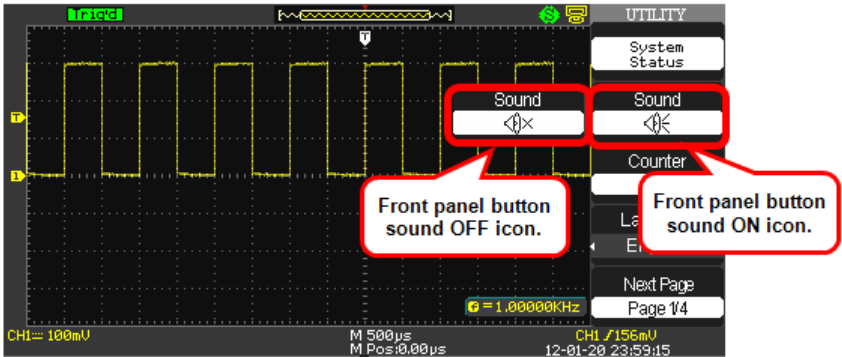 Trig'd
T
UTILITY
System
Status
Sound
Sound
Counter
T
1
Front panel button
sound OFF icon.
Front panel button
sound ON icon.
La
E
Next Page
Page 1/4
f = 1.00000KHz
CH1 100mV
M 500µs
CH1 /156mV
M Pos:0.00µs
12-01-20 23:59:15